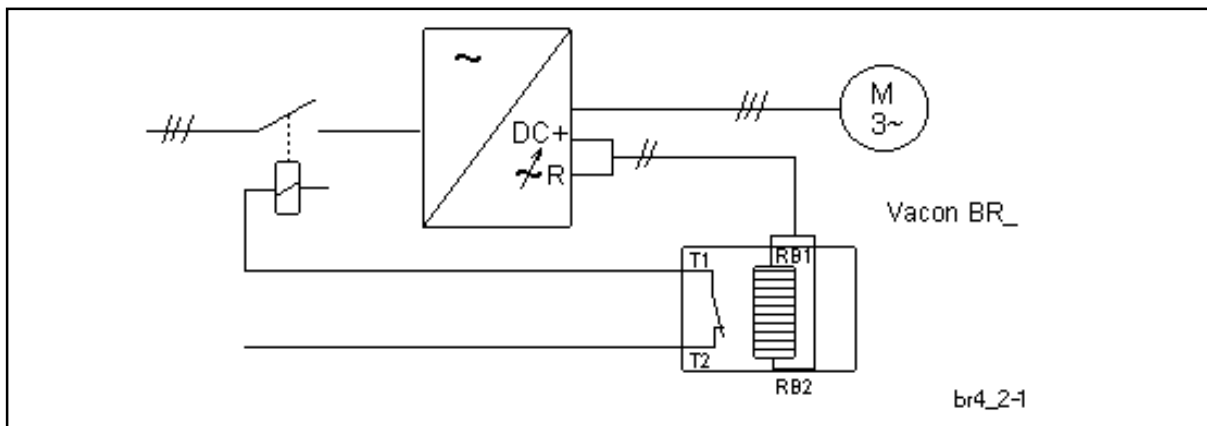 ~
M
3~
DC+
~ R
Vacon BR_
T1
RB1
T2
RB2
br4_2-1